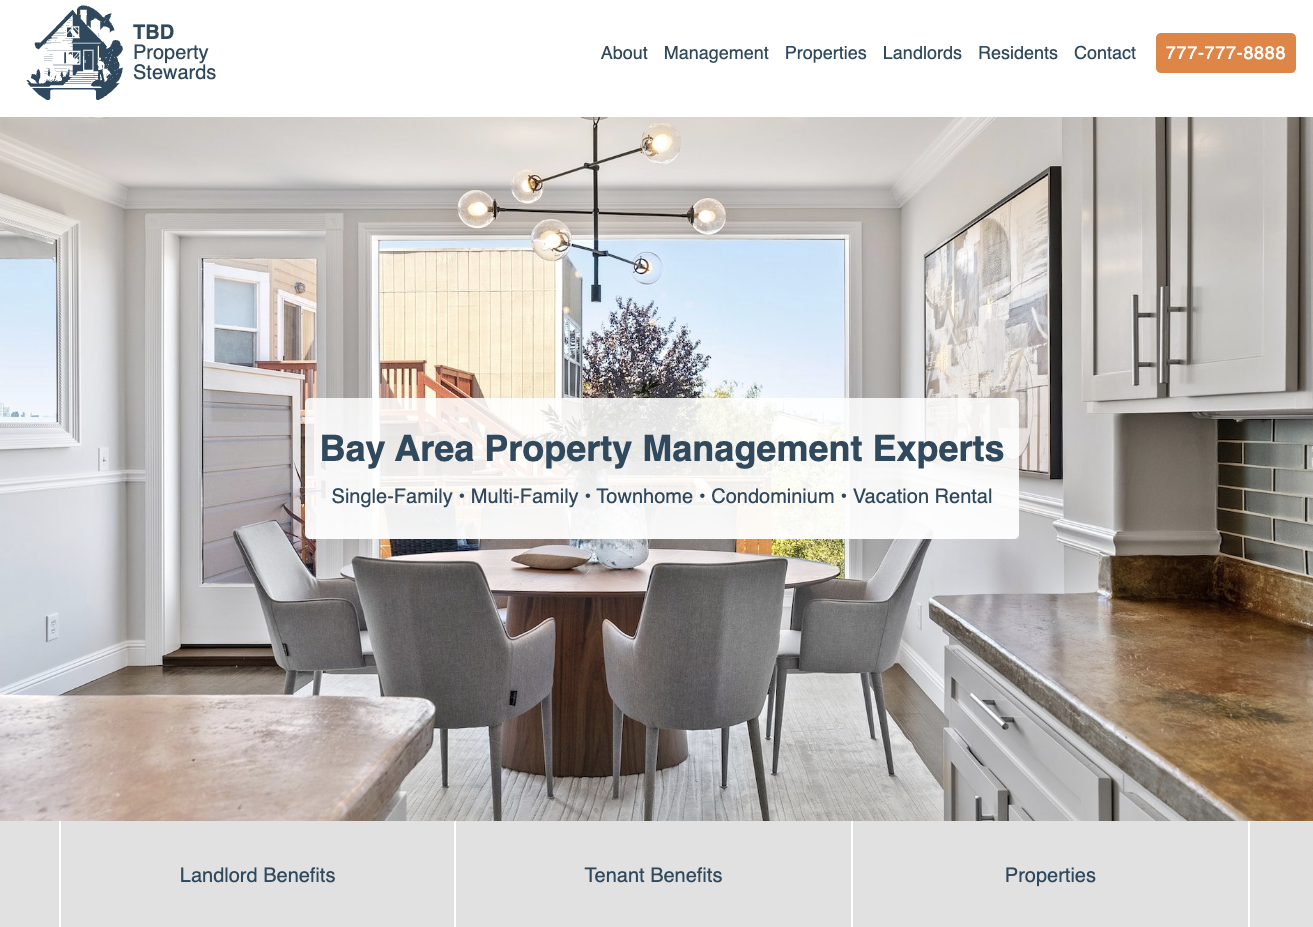 TBD
Property
Stewards
About Management Properties Landlords Residents Contact 777-777-8888
Bay Area Property Management Experts
Single-Family • Multi-Family • Townhome • Condominium • Vacation Rental
Landlord Benefits Tenant Benefits Properties